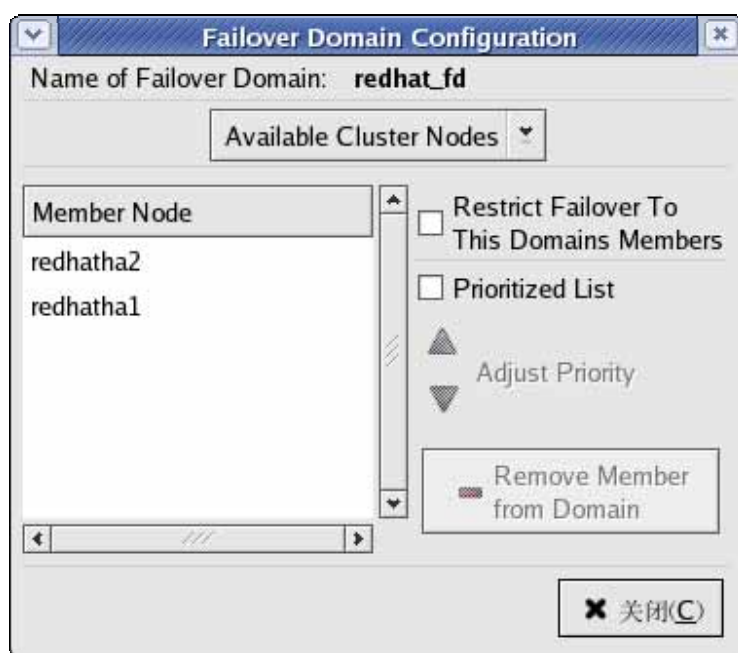 Failover Domain Configuration
Name of Failover Domain: redhat_fd
Available Cluster Nodes
Member Node
redhatha2
redhatha1
Restrict Failover To
This Domains Members
Prioritized List
Adjust Priority
Remove Member
from Domain
关闭(C)